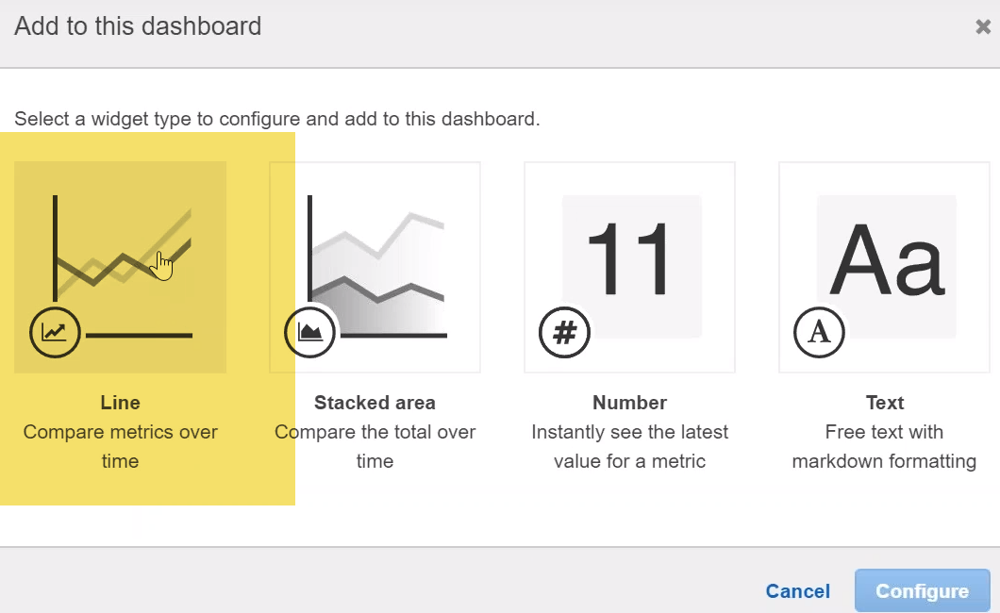 Add to this dashboard
Select a widget type to configure and add to this dashboard.
11
Aa
#
A
Line
Compare metrics over
time
Stacked area
Compare the total over
time
Number
Instantly see the latest
value for a metric
Text
Free text with
markdown formatting
Cancel
Configure